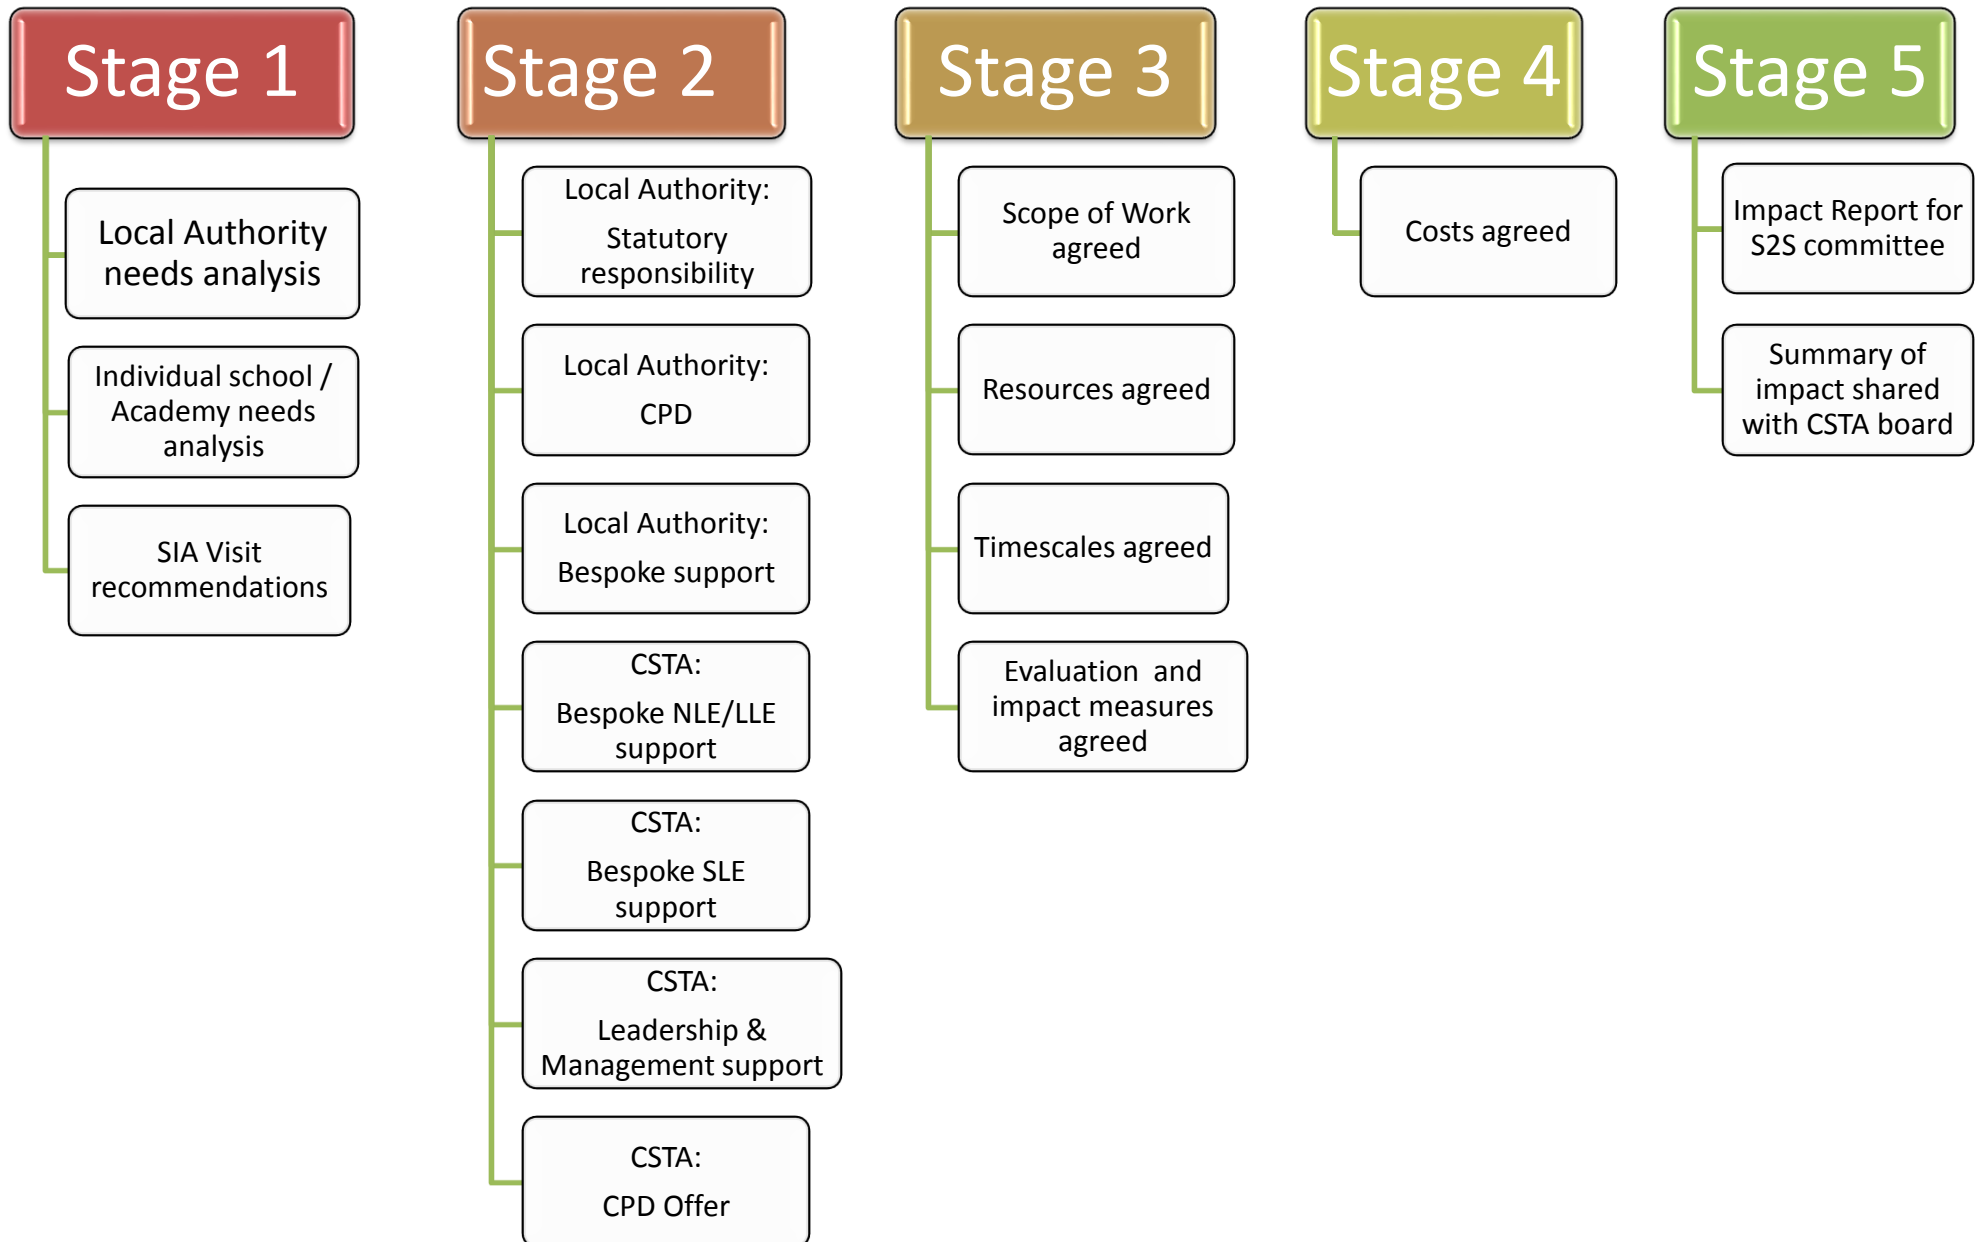 Stage 1
Local Authority
needs analysis
Individual school /
Academy needs
analysis
SIA Visit
recommendations
Stage 2
Local Authority:
Statutory
responsibility
Local Authority:
CPD
Local Authority:
Bespoke support
CSTA:
Bespoke NLE/LLE
support
CSTA:
Bespoke SLE
support
CSTA:
Leadership &
Management support
CSTA:
CPD Offer
Stage 3
Scope of Work
agreed
Resources agreed
Timescales agreed
Evaluation  and
impact measures
agreed
Stage 4
Costs agreed
Stage 5
Impact Report for
S2S committee
Summary of
impact shared
with CSTA board